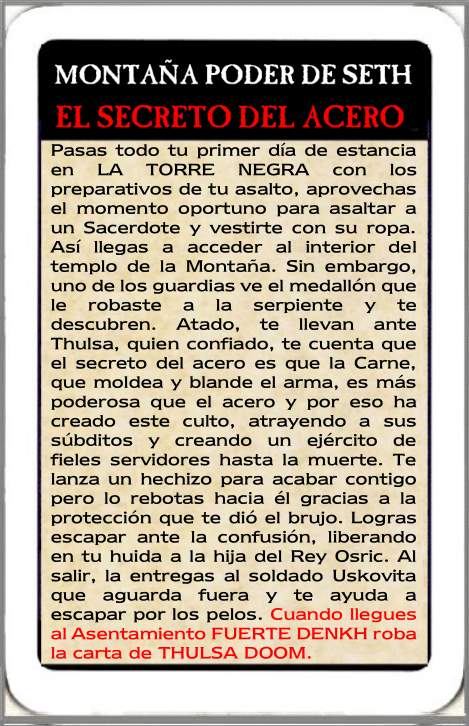 MONTAÑA PODER DE SETH
EL SECRETO DEL ACERO
Pasas todo tu primer día de estancia
en LA TORRE NEGRA con los
preparativos de tu asalto, aprovechas
el momento oportuno para asaltar a
un Sacerdote y vestirte con su ropa.
Así llegas a acceder al interior del
templo de la Montaña. Sin embargo,
uno de los guardias ve el medallón que
le robaste a la serpiente y te
descubren. Atado, te llevan ante
Thulsa, quien confiado, te cuenta que
el secreto del acero es que la Carne,
que moldea y blande el arma, es más
poderosa que el acero y por eso ha
creado este culto, atrayendo a sus
súbditos y creando un ejército de
fieles servidores hasta la muerte. Te
lanza un hechizo para acabar contigo
pero lo rebotas hacia él gracias a la
protección que te dió el brujo. Logras
escapar ante la confusión, liberando
en tu huida a la hija del Rey Osric. Al
salir, la entregas al soldado Uskovita
que aguarda fuera y te ayuda a
escapar por los pelos. Cuando llegues
al Asentamiento FUERTE DENKH roba
la carta de THULSA DOOM.